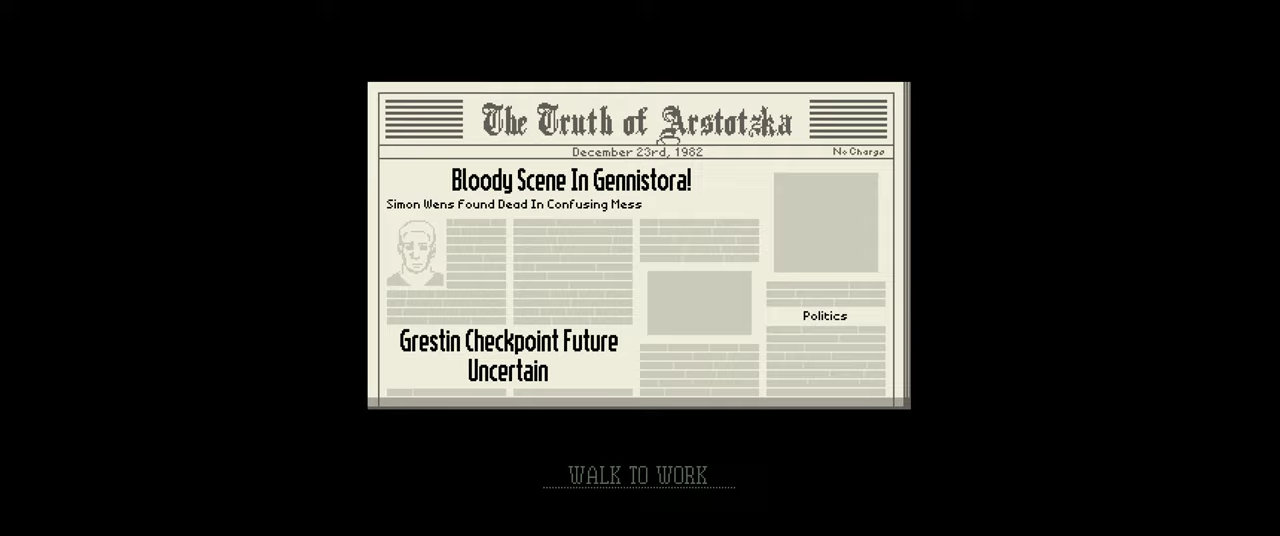 The Truth of Arstotzka
December 23rd, 1982
No Charge
Bloody Scene In Gennistora!
Simon Wens Found Dead In Confusing Mess
Grestin Checkpoint Future
Uncertain
Politics
WALK TO WORK